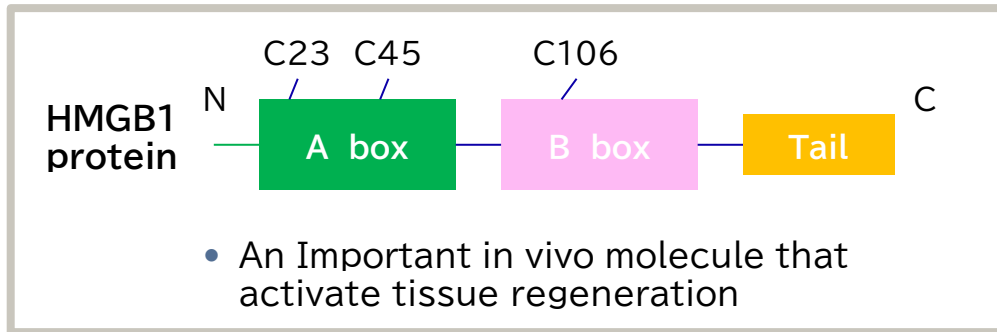 C23 C45 C106
N C
HMGB1
protein
A box B box Tail
• An Important in vivo molecule that
activate tissue regeneration